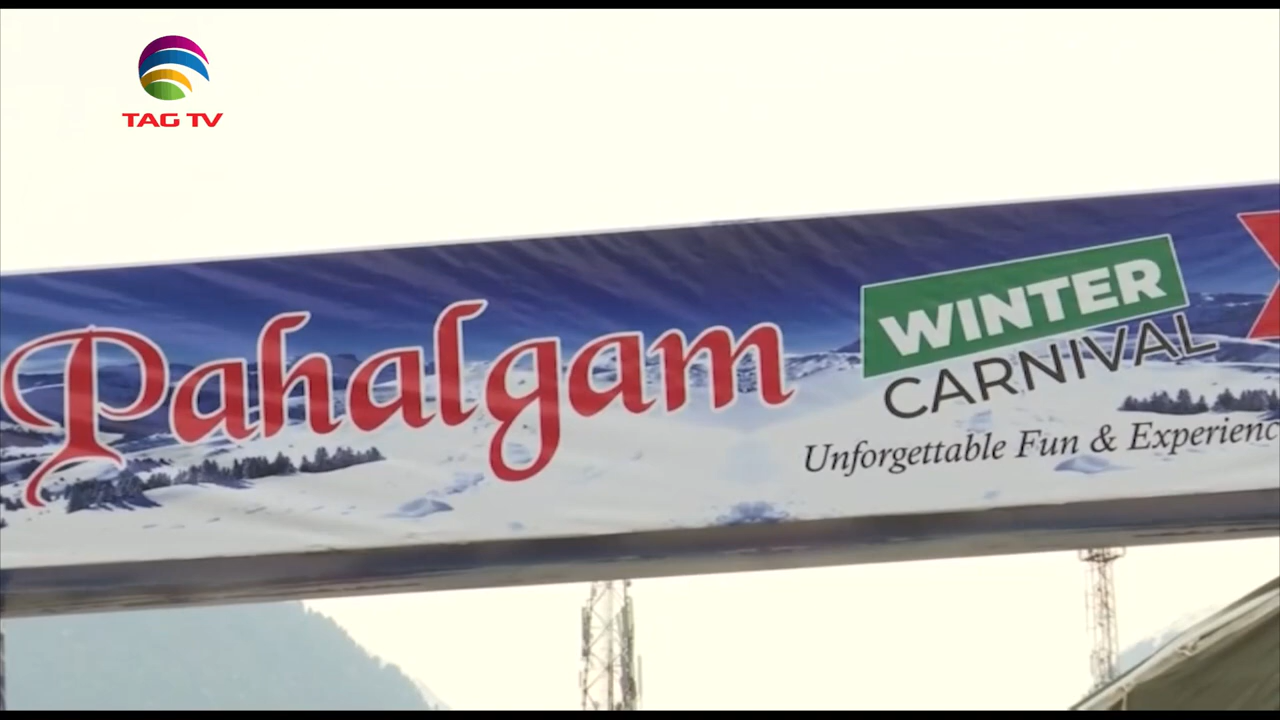 TAG TV
Pahalgam
WINTER
CARNIVAL
Unforgettable Fun & Experienc